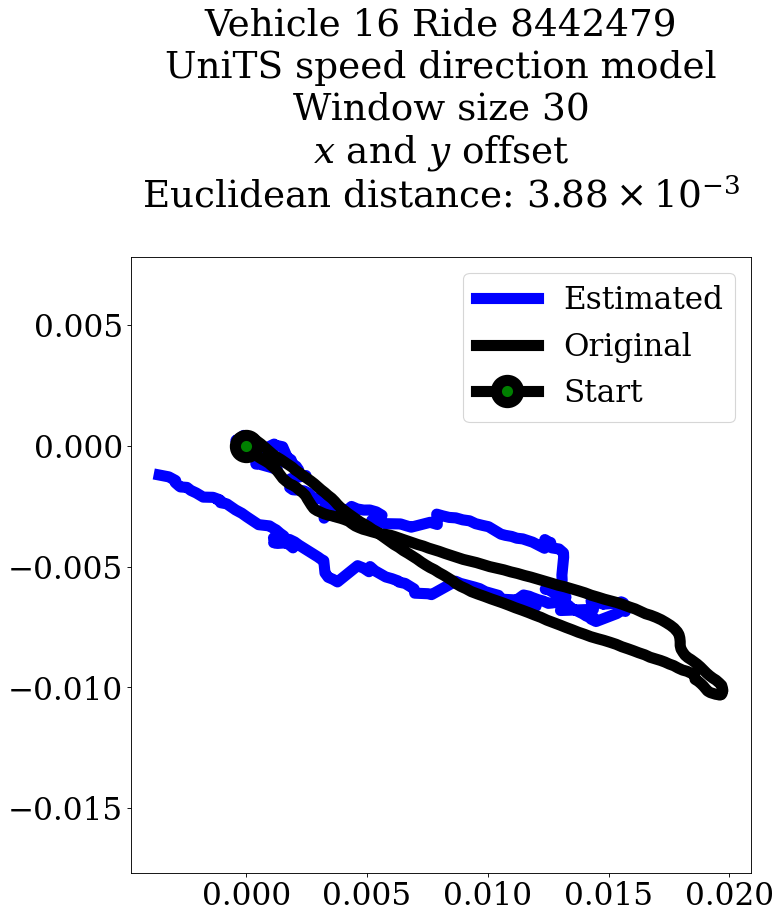 Vehicle 16 Ride 8442479
UniTS speed direction model
Window size 30
x and y offset
Euclidean distance: 3.88 × 10⁻³
Estimated
Original
Start
0.005
0.000
−0.005
−0.010
−0.015
0.000 0.005 0.010 0.015 0.020